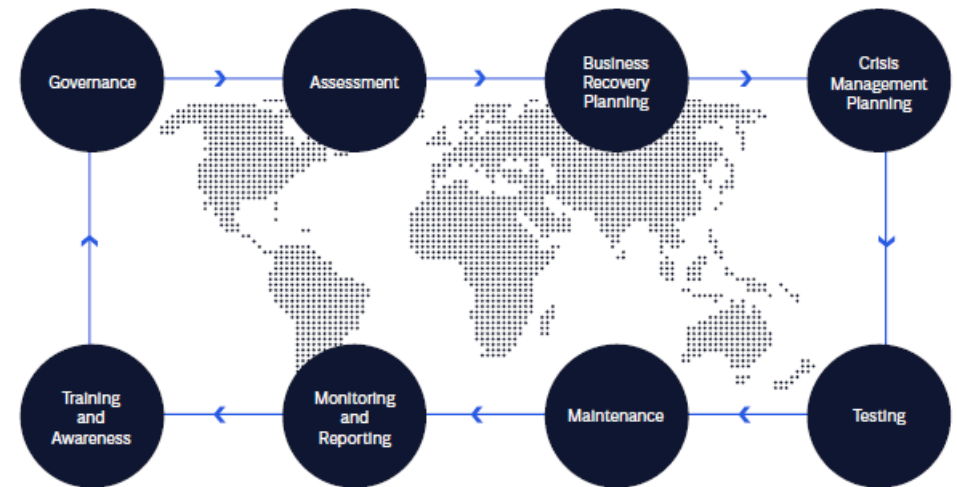 Governance
Assessment
Business
Recovery
Planning
Crisis
Management
Planning
Training
and
Awareness
Monitoring
and
Reporting
Maintenance
Testing